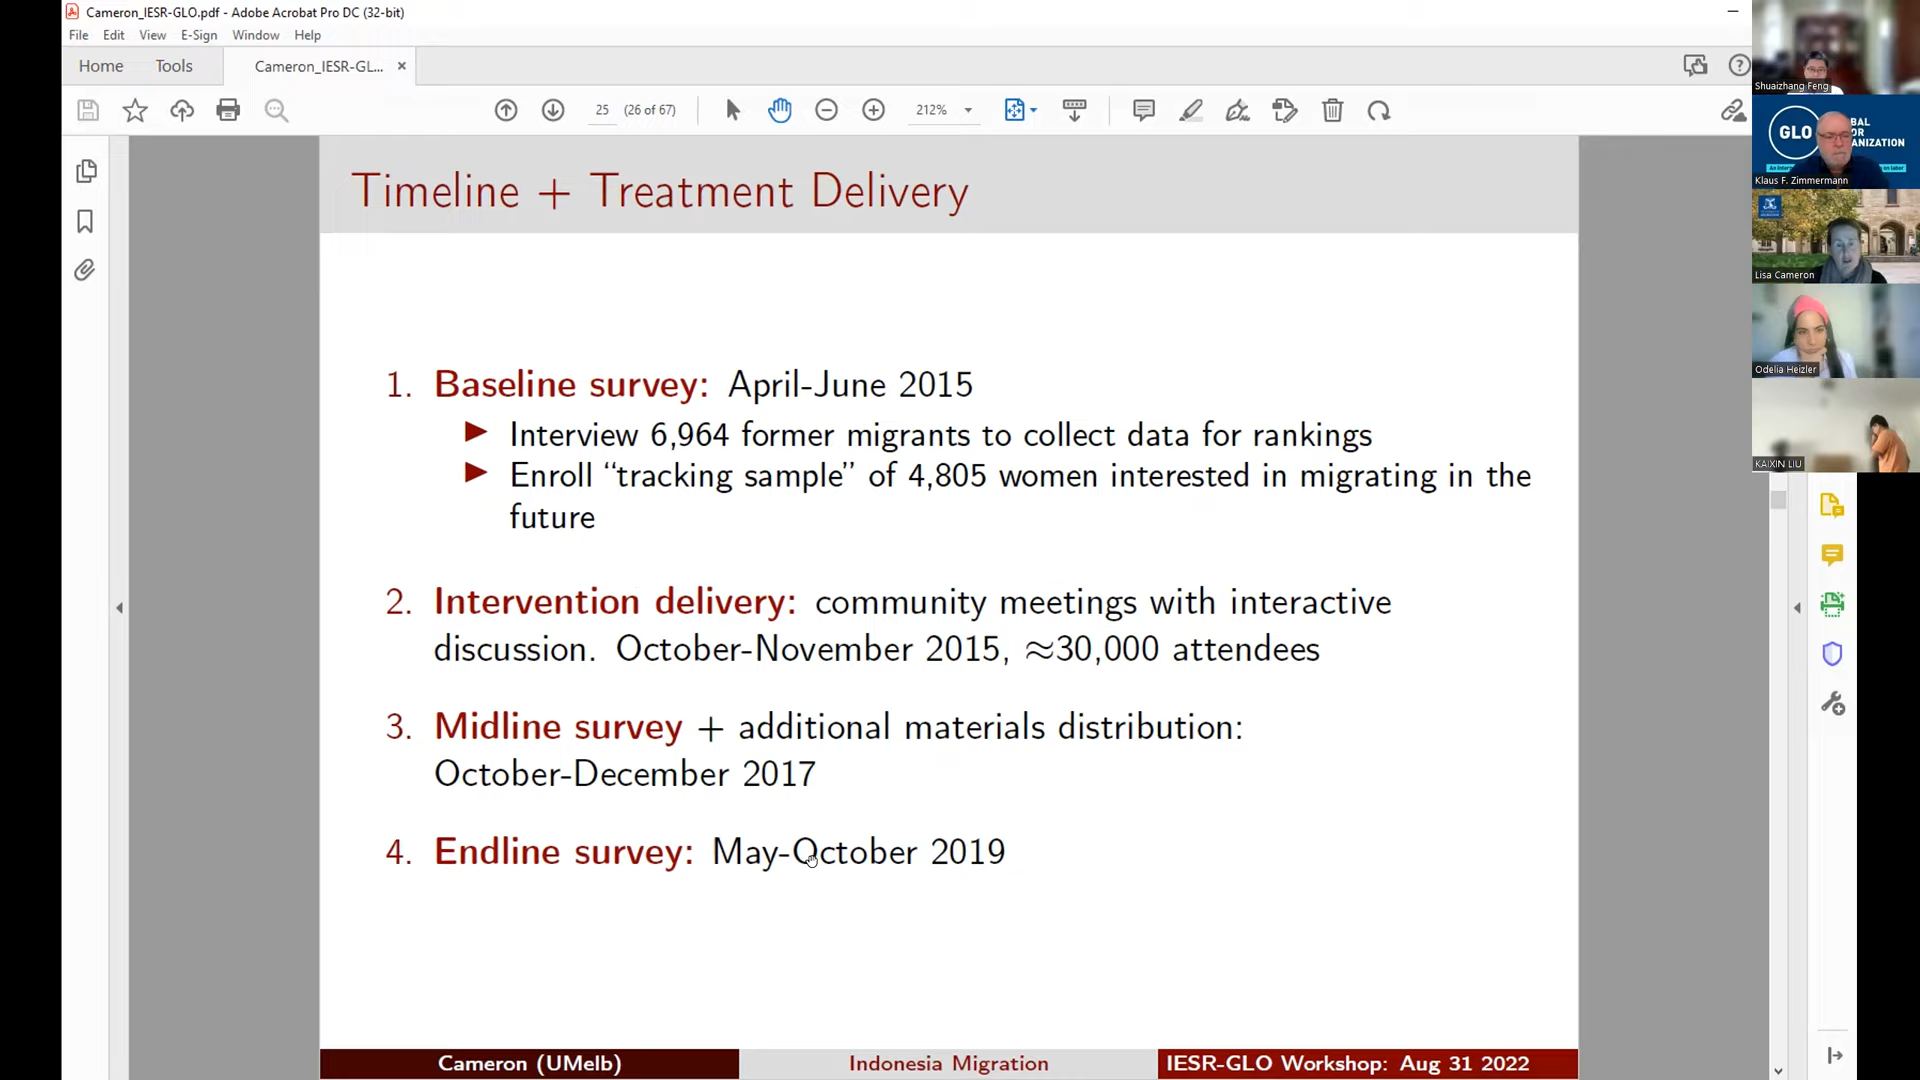 Cameron_IESR-GLO.pdf - Adobe Acrobat Pro DC (32-bit)
File Edit View E-Sign Window Help
Home Tools Cameron_IESR-GL...
25 (26 of 67) 212%
Timeline + Treatment Delivery
1. Baseline survey: April-June 2015
Interview 6,964 former migrants to collect data for rankings
Enroll “tracking sample” of 4,805 women interested in migrating in the
future
2. Intervention delivery: community meetings with interactive
discussion. October-November 2015, ≈30,000 attendees
3. Midline survey + additional materials distribution:
October-December 2017
4. Endline survey: May-October 2019
Cameron (UMelb) Indonesia Migration IESR-GLO Workshop: Aug 31 2022
Shuaizhang Feng
GLO
BAL
OR
ANIZATION
Klaus F. Zimmermann
Lisa Cameron
Odelia Heizler
KAIXIN LIU